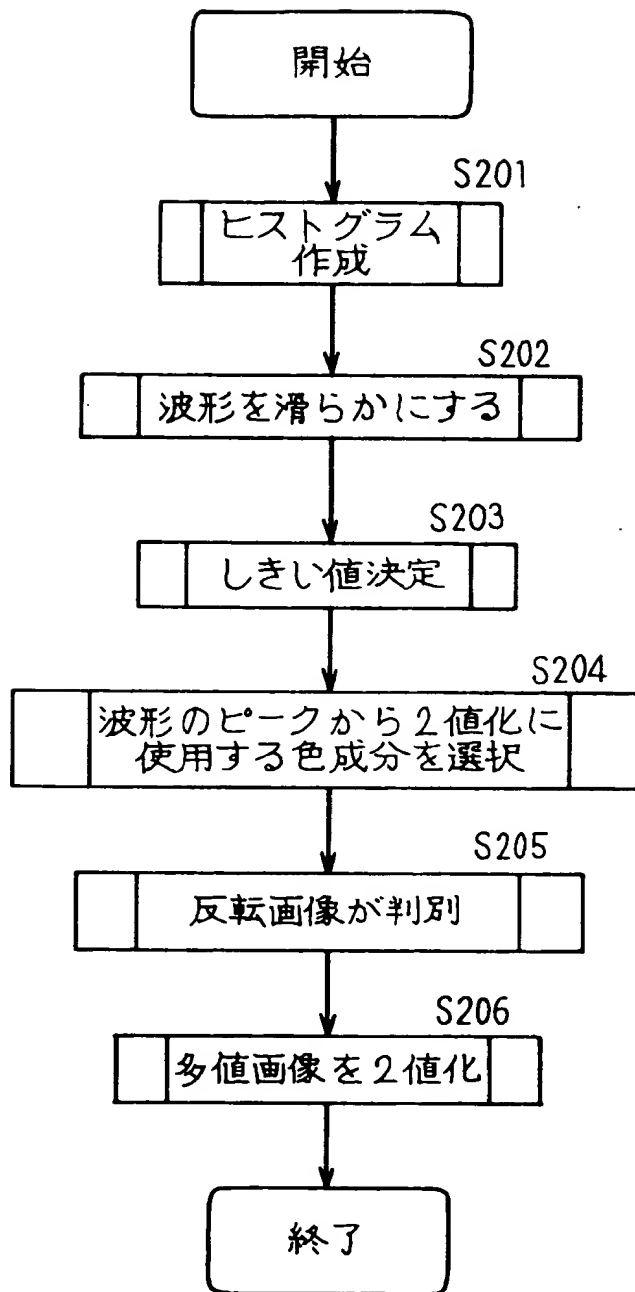 開始
S201
ヒストグラム
作成
S202
波形を滑らかにする
S203
しきい値決定
S204
波形のピークから2値化に
使用する色成分を選択
S205
反転画像が判別
S206
多値画像を2値化
終了